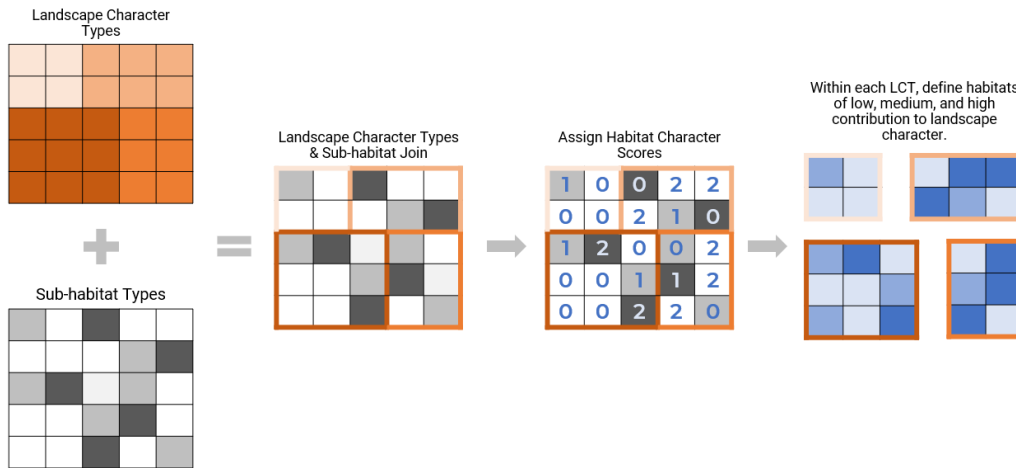 Landscape Character
Types
Sub-habitat Types
Landscape Character Types
& Sub-habitat Join
Assign Habitat Character
Scores
1 0 0 2 2
0 0 2 1 0
1 2 0 0 2
0 0 1 1 2
0 0 2 2 0
Within each LCT, define habitats
of low, medium, and high
contribution to landscape
character.